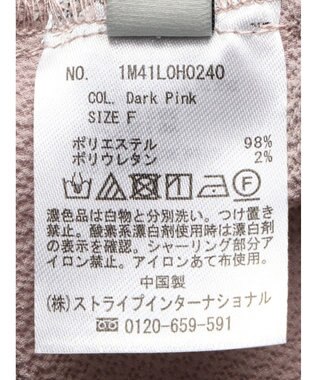 NO. 1M41L0H0240
COL. Dark Pink
SIZE F
ポリエステル 98%
ポリウレタン 2%
濃色品は白物と分別洗い。つけ置き
禁止。酸素系漂白剤使用時は漂白剤
の表示を確認。シャーリング部分ア
イロン禁止。アイロンあて布使用。
中国製
(株)ストライプインターナショナル
0120-659-591